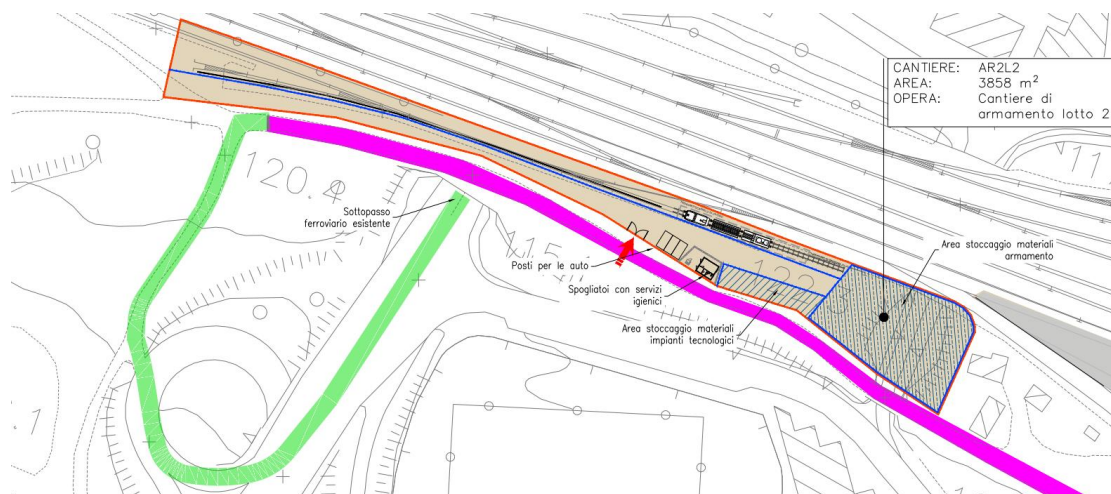 CANTIERE: AR2L2
AREA: 3858 m²
OPERA: Cantiere di
armamento lotto 2
120.4
Sottopasso
ferroviario esistente
115.
Posti per le auto
Spogliatoi con servizi
igienici
Area stoccaggio materiali
impianti tecnologici
Area stoccaggio materiali
armamento